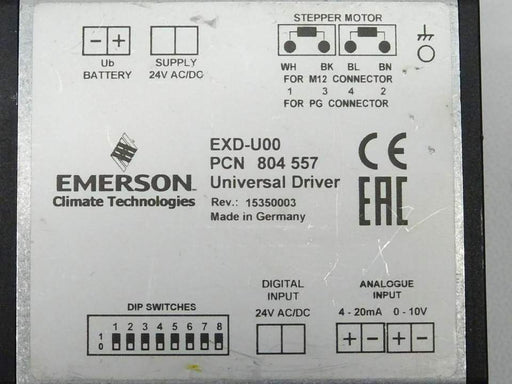 STEPPER MOTOR
- +
Ub
BATTERY
SUPPLY
24V AC/DC
WH BK BL BN
FOR M12 CONNECTOR
1 3 4 2
FOR PG CONNECTOR
EXD-U00
PCN 804 557
Universal Driver
Rev.: 15350003
Made in Germany
EMERSON
Climate Technologies
CE
EAC
DIP SWITCHES
1 2 3 4 5 6 7 8
1
0
DIGITAL
INPUT
24V AC/DC
ANALOGUE
INPUT
4 - 20mA 0 - 10V
+ - + -